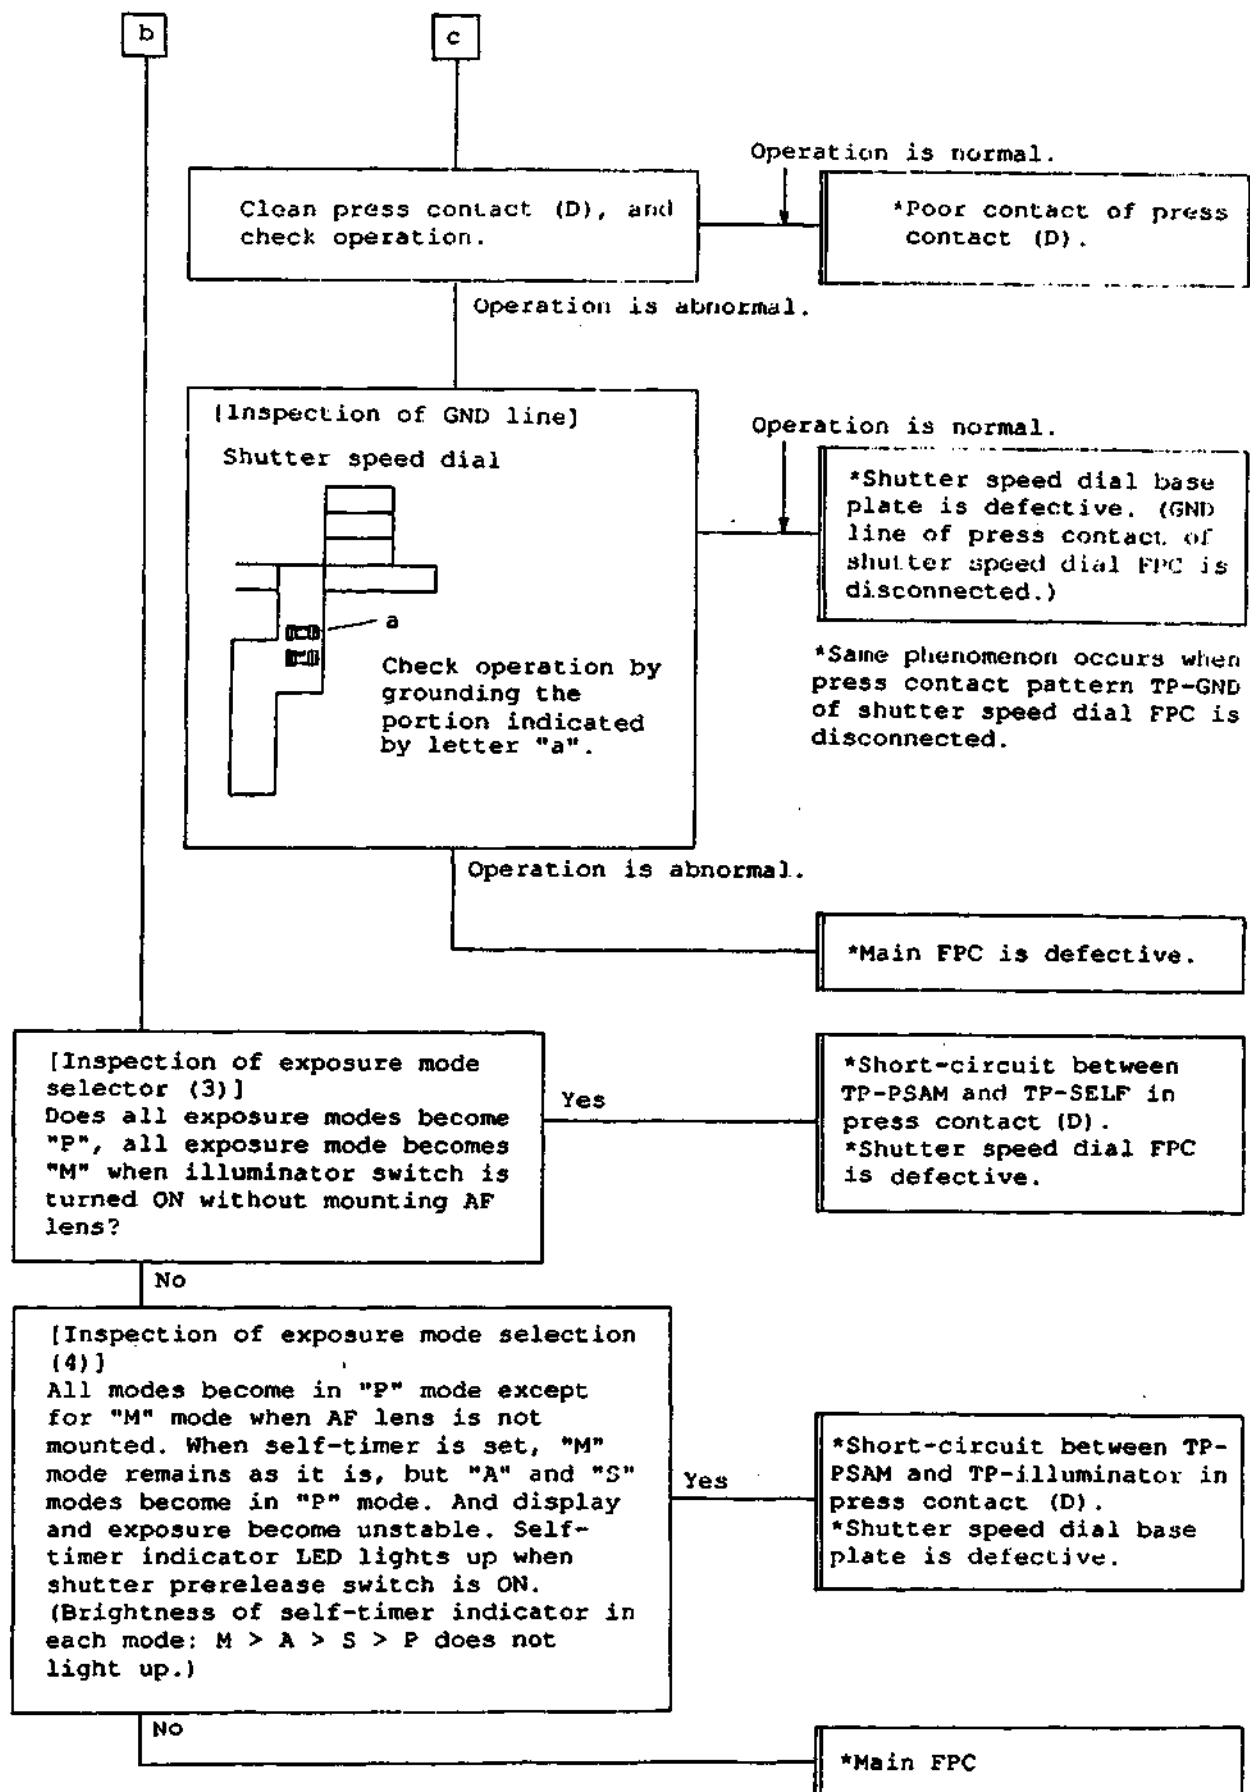 b
c
Operation is normal.
Clean press contact (D), and
check operation.
*Poor contact of press
contact (D).
Operation is abnormal.
[Inspection of GND line]
Shutter speed dial
a
Check operation by
grounding the
portion indicated
by letter "a".
Operation is normal.
*Shutter speed dial base
plate is defective. (GND
line of press contact of
shutter speed dial FPC is
disconnected.)
*Same phenomenon occurs when
press contact pattern TP-GND
of shutter speed dial FPC is
disconnected.
Operation is abnormal.
*Main FPC is defective.
[Inspection of exposure mode
selector (3)]
Does all exposure modes become
"P", all exposure mode becomes
"M" when illuminator switch is
turned ON without mounting AF
lens?
Yes
*Short-circuit between
TP-PSAM and TP-SELF in
press contact (D).
*Shutter speed dial FPC
is defective.
No
[Inspection of exposure mode selection
(4)]
All modes become in "P" mode except
for "M" mode when AF lens is not
mounted. When self-timer is set, "M"
mode remains as it is, but "A" and "S"
modes become in "P" mode. And display
and exposure become unstable. Self-
timer indicator LED lights up when
shutter prerelease switch is ON.
(Brightness of self-timer indicator in
each mode: M > A > S > P does not
light up.)
Yes
*Short-circuit between TP-
PSAM and TP-illuminator in
press contact (D).
*Shutter speed dial base
plate is defective.
No
*Main FPC